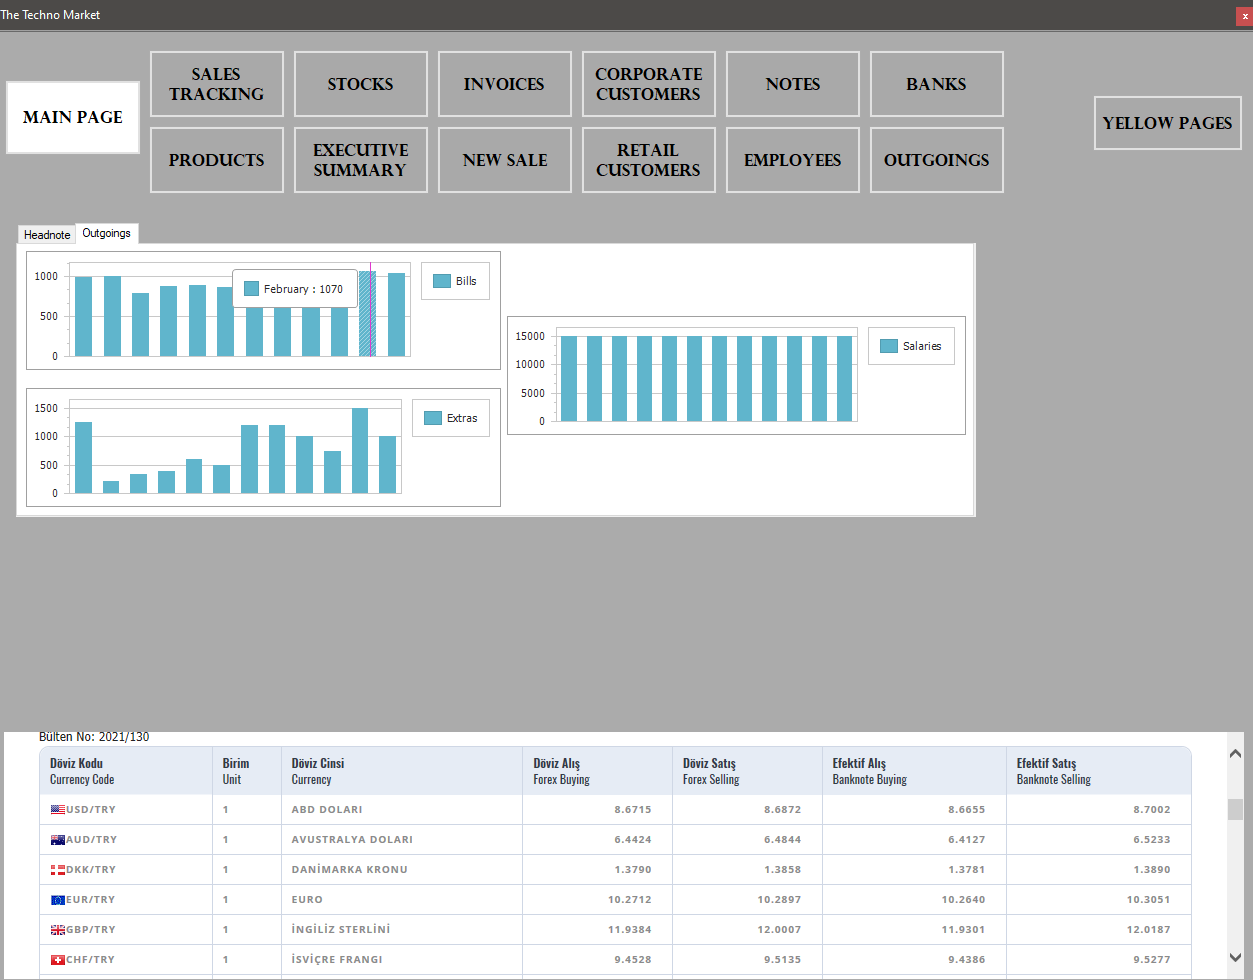 The Techno Market
x
MAIN PAGE
SALES
TRACKING
STOCKS
INVOICES
CORPORATE
CUSTOMERS
NOTES
BANKS
YELLOW PAGES
PRODUCTS
EXECUTIVE
SUMMARY
NEW SALE
RETAIL
CUSTOMERS
EMPLOYEES
OUTGOINGS
Headnote
Outgoings
1000
500
0
February : 1070
Bills
15000
10000
5000
0
Salaries
1500
1000
500
0
Extras
Bülten No: 2021/130
Döviz Kodu Birim Döviz Cinsi Döviz Alış Döviz Satış Efektif Alış Efektif Satış
Currency Code Unit Currency Forex Buying Forex Selling Banknote Buying Banknote Selling
USD/TRY 1 ABD DOLARI 8.6715 8.6872 8.6655 8.7002
AUD/TRY 1 AVUSTRALYA DOLARI 6.4424 6.4844 6.4127 6.5233
DKK/TRY 1 DANİMARKA KRONU 1.3790 1.3858 1.3781 1.3890
EUR/TRY 1 EURO 10.2712 10.2897 10.2640 10.3051
GBP/TRY 1 İNGİLİZ STERLİNİ 11.9384 12.0007 11.9301 12.0187
CHF/TRY 1 İSVİÇRE FRANGI 9.4528 9.5135 9.4386 9.5277